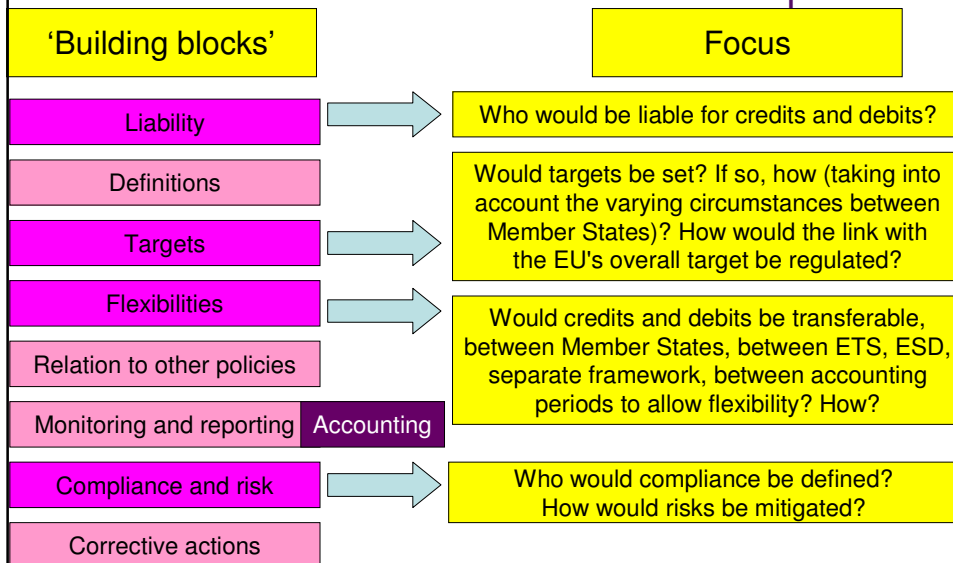 ‘Building blocks’
Focus
Liability
Who would be liable for credits and debits?
Definitions
Would targets be set? If so, how (taking into
account the varying circumstances between
Member States)? How would the link with
the EU's overall target be regulated?
Targets
Flexibilities
Would credits and debits be transferable,
between Member States, between ETS, ESD,
separate framework, between accounting
periods to allow flexibility? How?
Relation to other policies
Monitoring and reporting
Accounting
Compliance and risk
Who would compliance be defined?
How would risks be mitigated?
Corrective actions